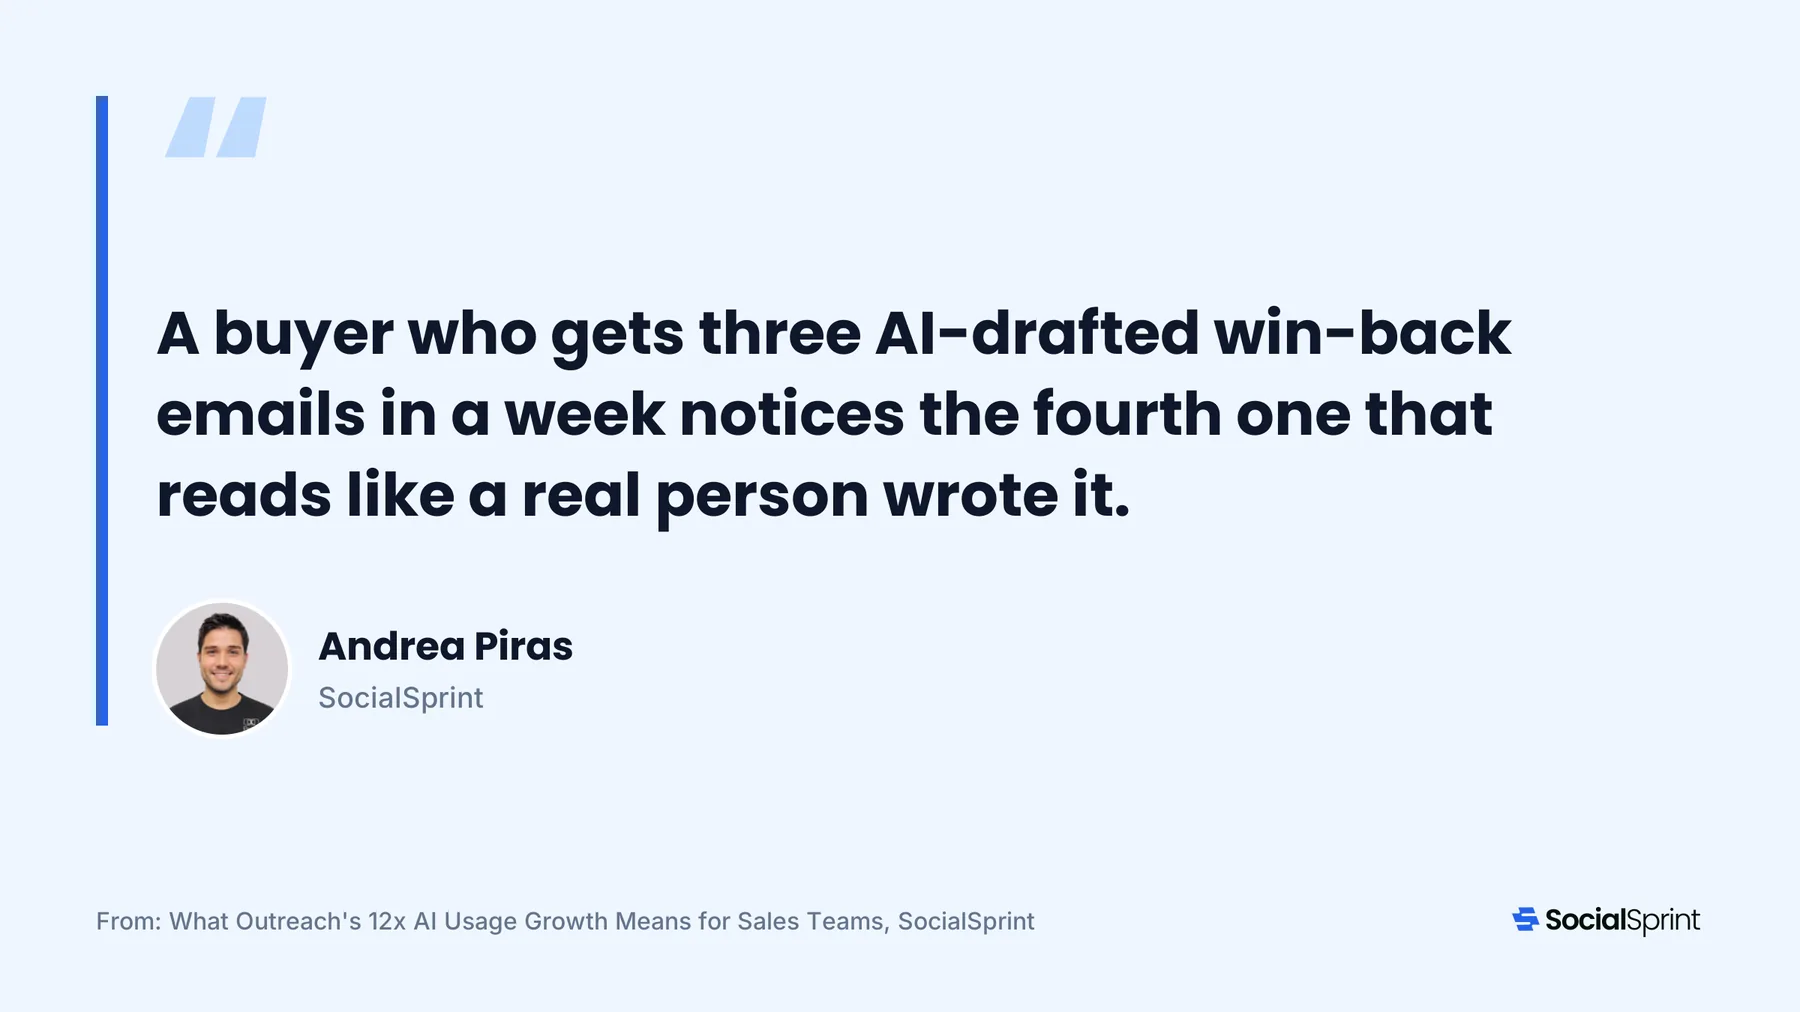 “
A buyer who gets three AI-drafted win-back
emails in a week notices the fourth one that
reads like a real person wrote it.
Andrea Piras
SocialSprint
From: What Outreach's 12x AI Usage Growth Means for Sales Teams, SocialSprint
SocialSprint